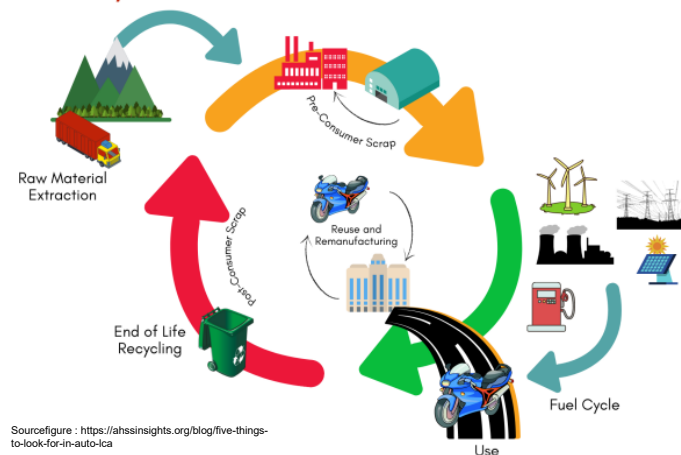 Pre-Consumer Scrap
Raw Material
Extraction
Reuse and
Remanufacturing
Post-Consumer Scrap
End of Life
Recycling
Fuel Cycle
Use
Sourcefigure : https://ahssinsights.org/blog/five-things-
to-look-for-in-auto-lca